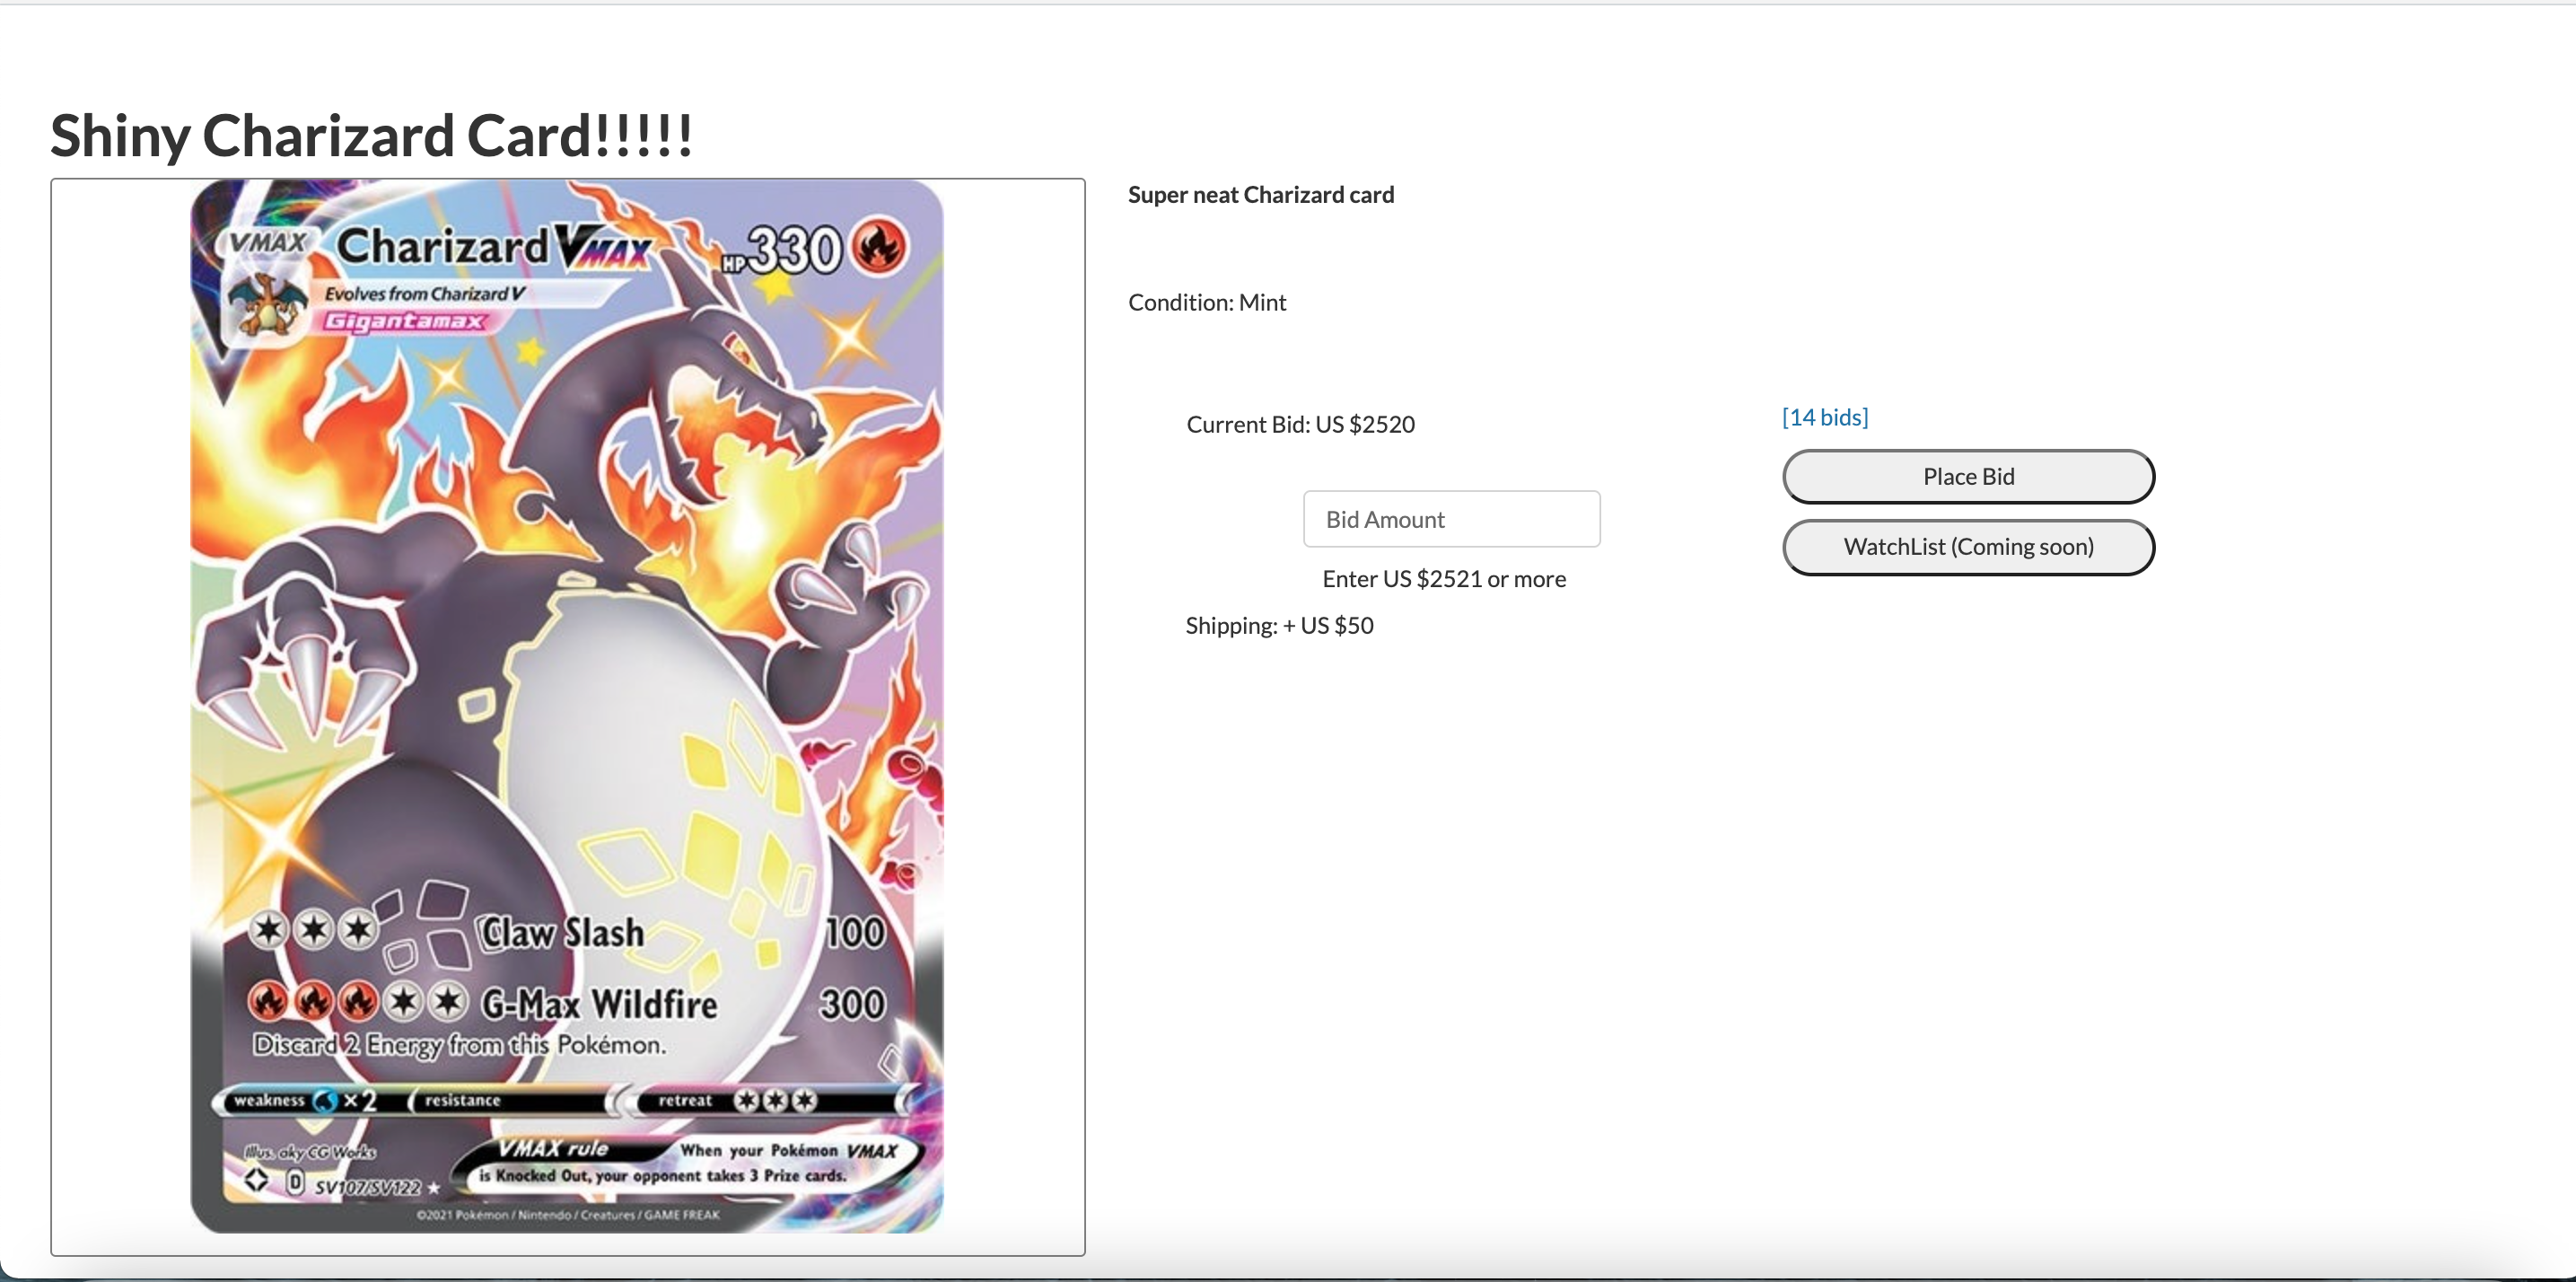 Shiny Charizard Card!!!!!
VMAX
Charizard VMAX
HP 330
Evolves from Charizard V
Gigantamax
Claw Slash 100
G-Max Wildfire 300
Discard 2 Energy from this Pokémon.
weakness ×2 resistance retreat
Illus. aky CG Works
VMAX rule When your Pokémon VMAX
is Knocked Out, your opponent takes 3 Prize cards.
D SV107/SV122
©2021 Pokémon / Nintendo / Creatures / GAME FREAK
Super neat Charizard card
Condition: Mint
Current Bid: US $2520
Bid Amount
Enter US $2521 or more
Shipping: + US $50
[14 bids]
Place Bid
WatchList (Coming soon)